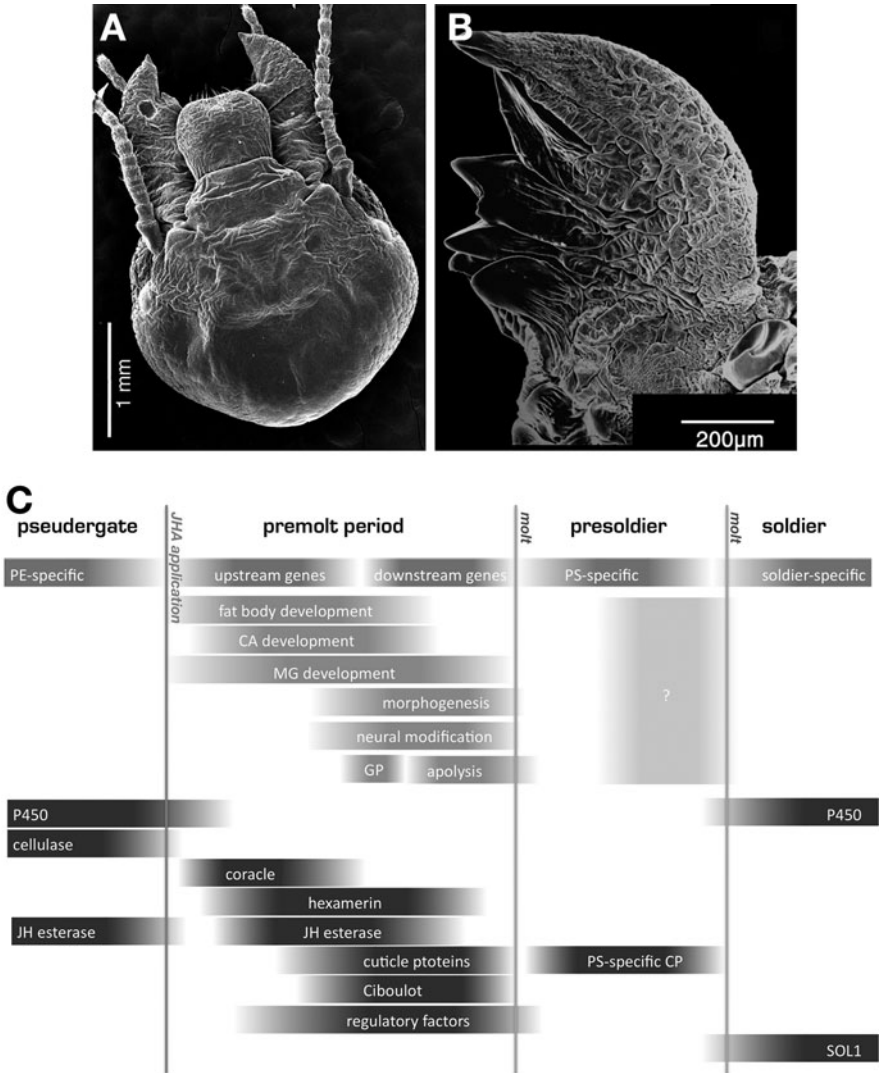 A
B
1 mm
200µm
C
pseudergate
JHA application
premolt period
molt
presoldier
molt
soldier
PE-specific
upstream genes
downstream genes
PS-specific
soldier-specific
fat body development
CA development
MG development
morphogenesis
?
neural modification
GP
apolysis
P450
P450
cellulase
coracle
hexamerin
JH esterase
JH esterase
cuticle ptoteins
PS-specific CP
Ciboulot
regulatory factors
SOL1